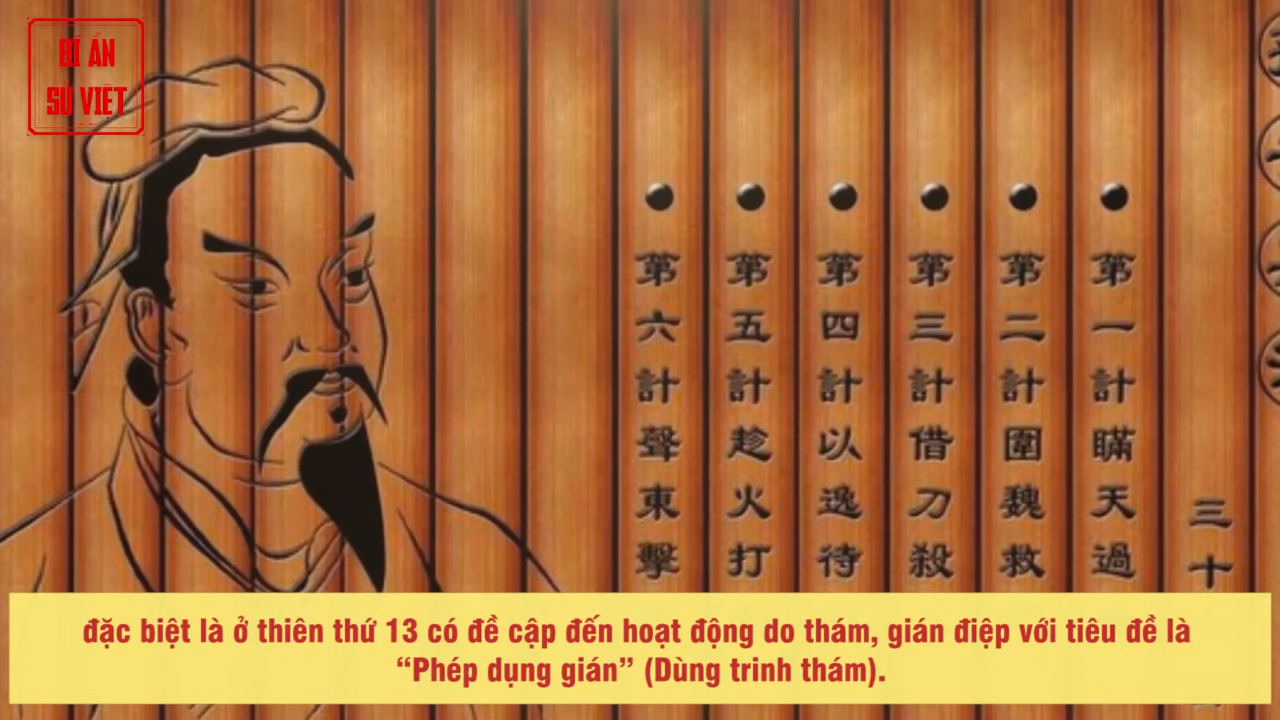 BÍ ẨN
SỬ VIỆT
三十
第一計瞞天過
第二計圍魏救
第三計借刀殺
第四計以逸待
第五計趁火打
第六計聲東擊
đặc biệt là ở thiên thứ 13 có đề cập đến hoạt động do thám, gián điệp với tiêu đề là
“Phép dụng gián” (Dùng trinh thám).